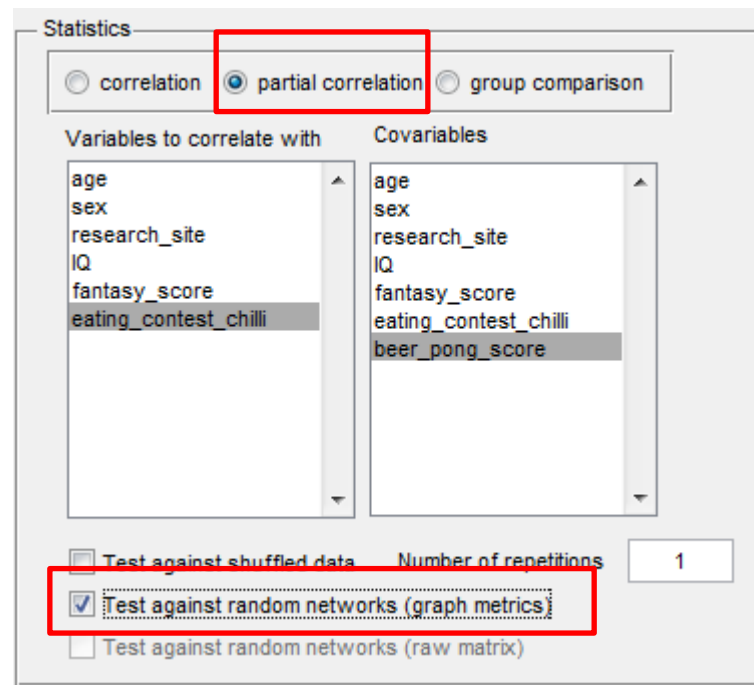 Statistics
correlation partial correlation group comparison
Variables to correlate with Covariables
age
sex
research_site
IQ
fantasy_score
eating_contest_chilli
age
sex
research_site
IQ
fantasy_score
eating_contest_chilli
beer_pong_score
Test against shuffled data Number of repetitions 1
Test against random networks (graph metrics)
Test against random networks (raw matrix)